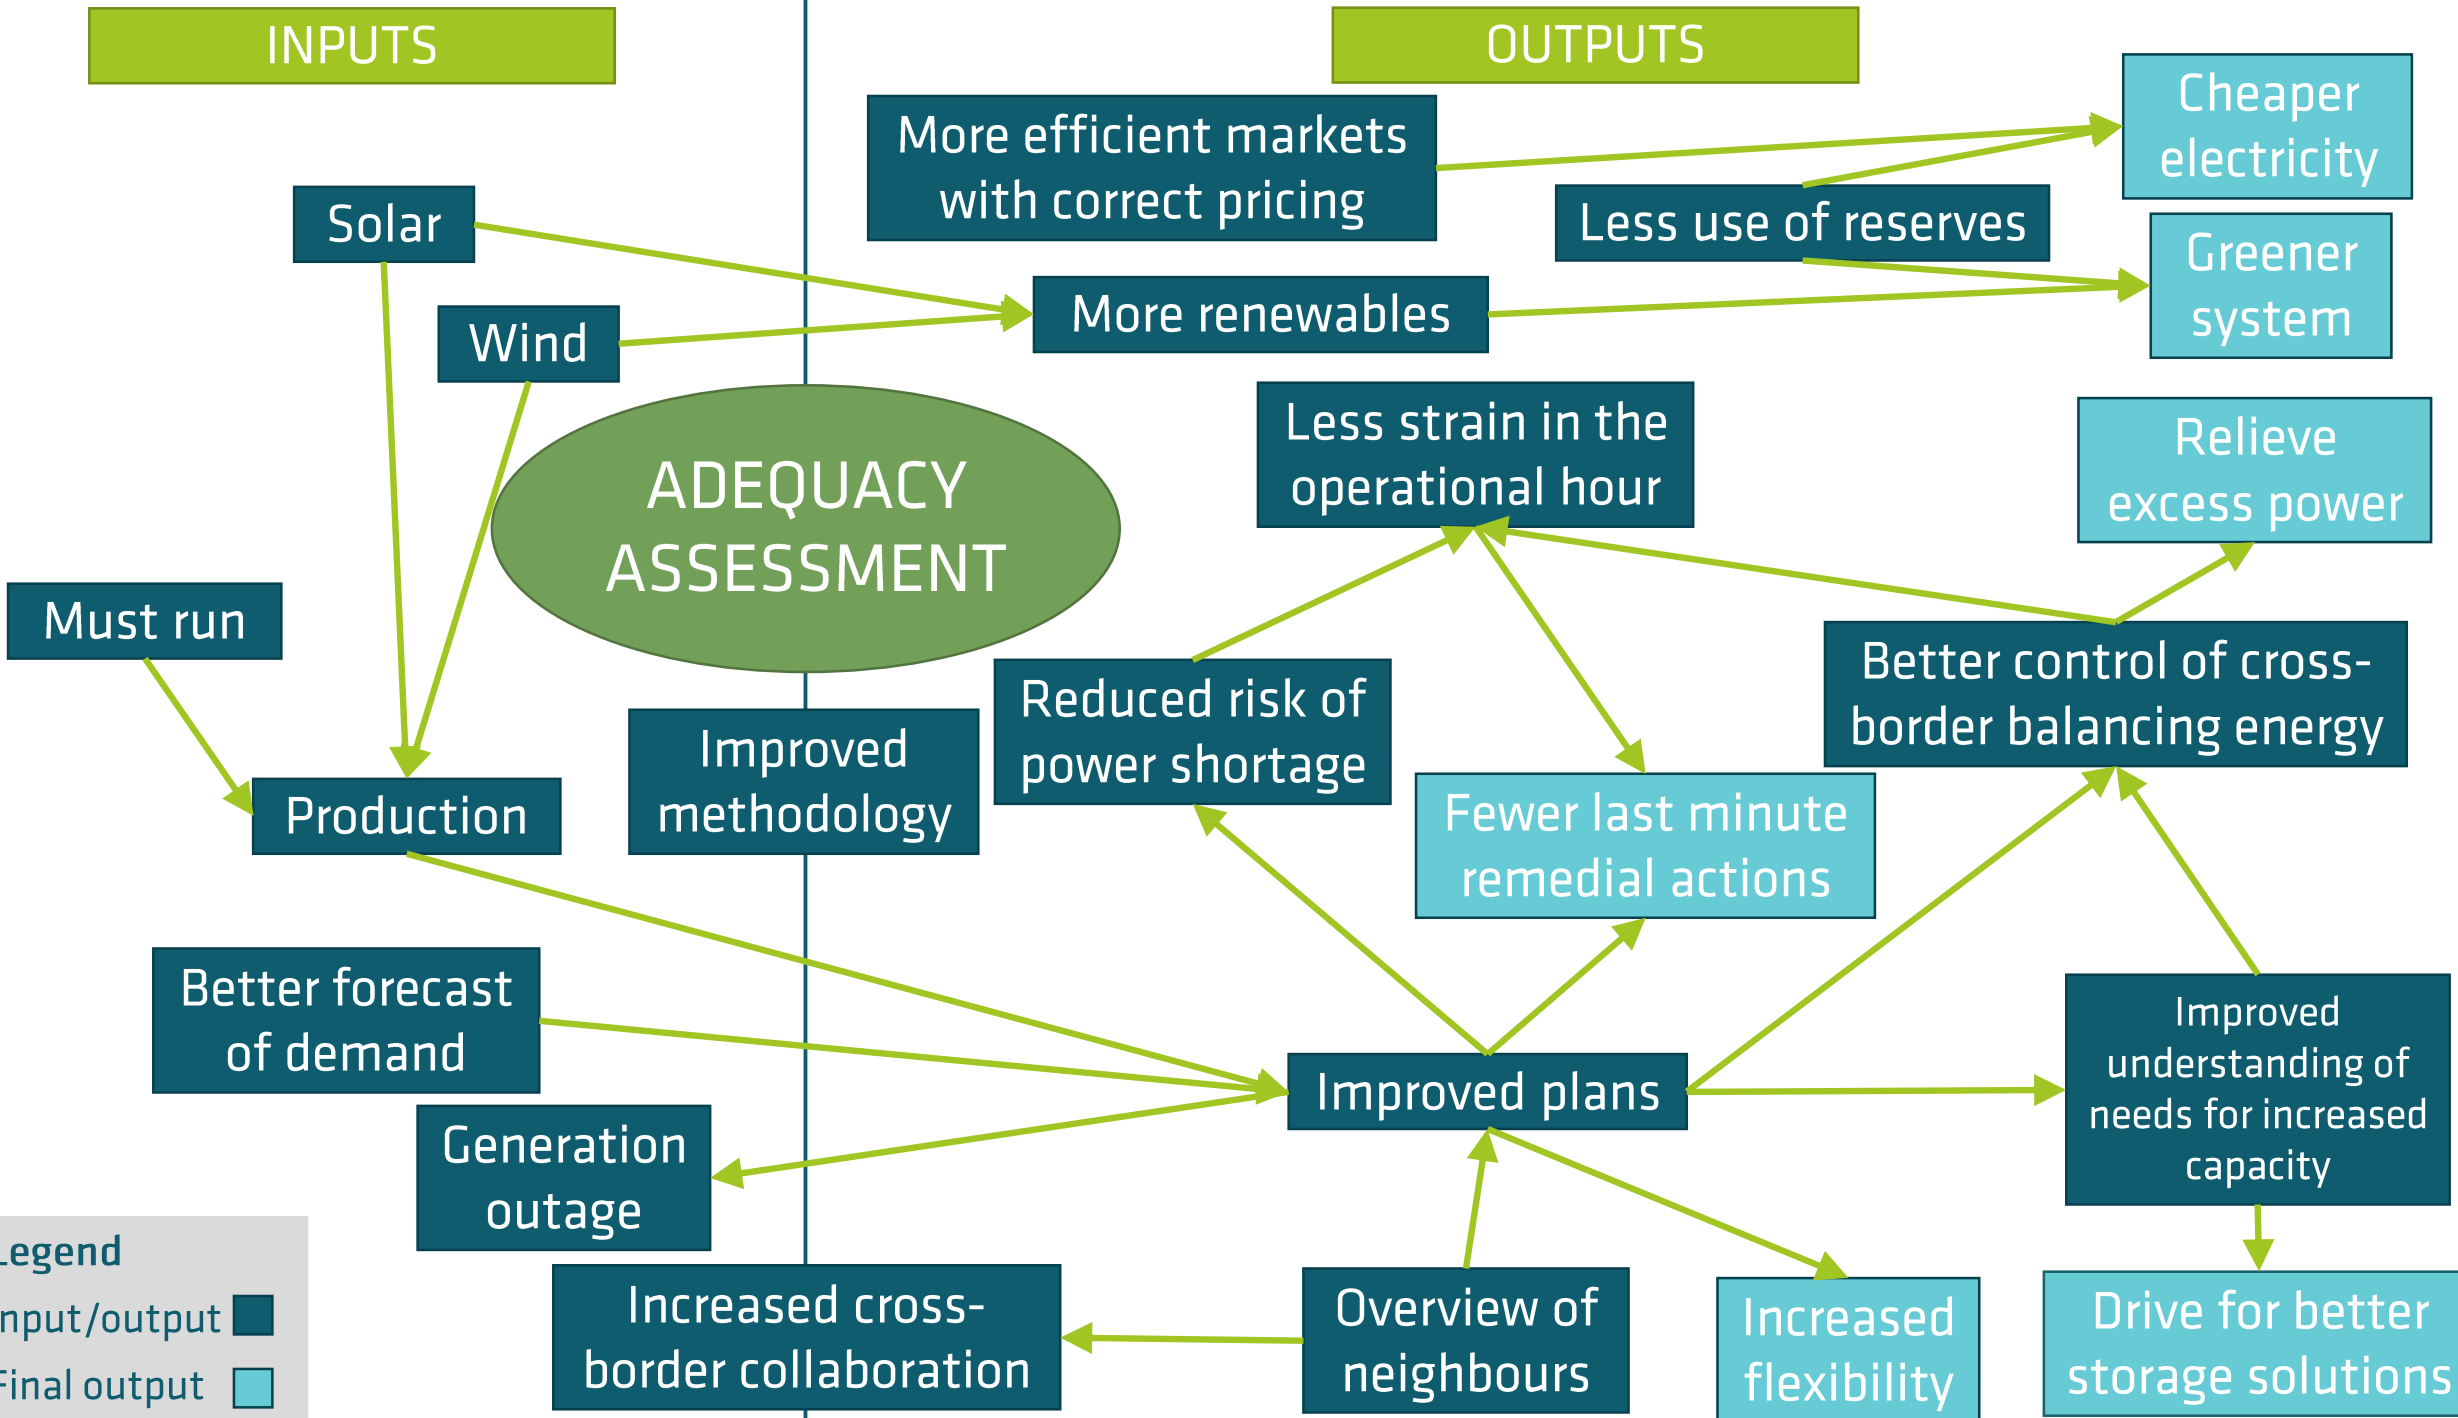 INPUTS
OUTPUTS
Cheaper
electricity
More efficient markets
with correct pricing
Solar
Less use of reserves
Greener
system
More renewables
Wind
Less strain in the
operational hour
Relieve
excess power
ADEQUACY
ASSESSMENT
Must run
Better control of cross-
border balancing energy
Reduced risk of
power shortage
Improved
methodology
Production
Fewer last minute
remedial actions
Better forecast
of demand
Improved plans
Improved
understanding of
needs for increased
capacity
Generation
outage
Legend
Input/output
Final output
Increased cross-
border collaboration
Overview of
neighbours
Increased
flexibility
Drive for better
storage solutions